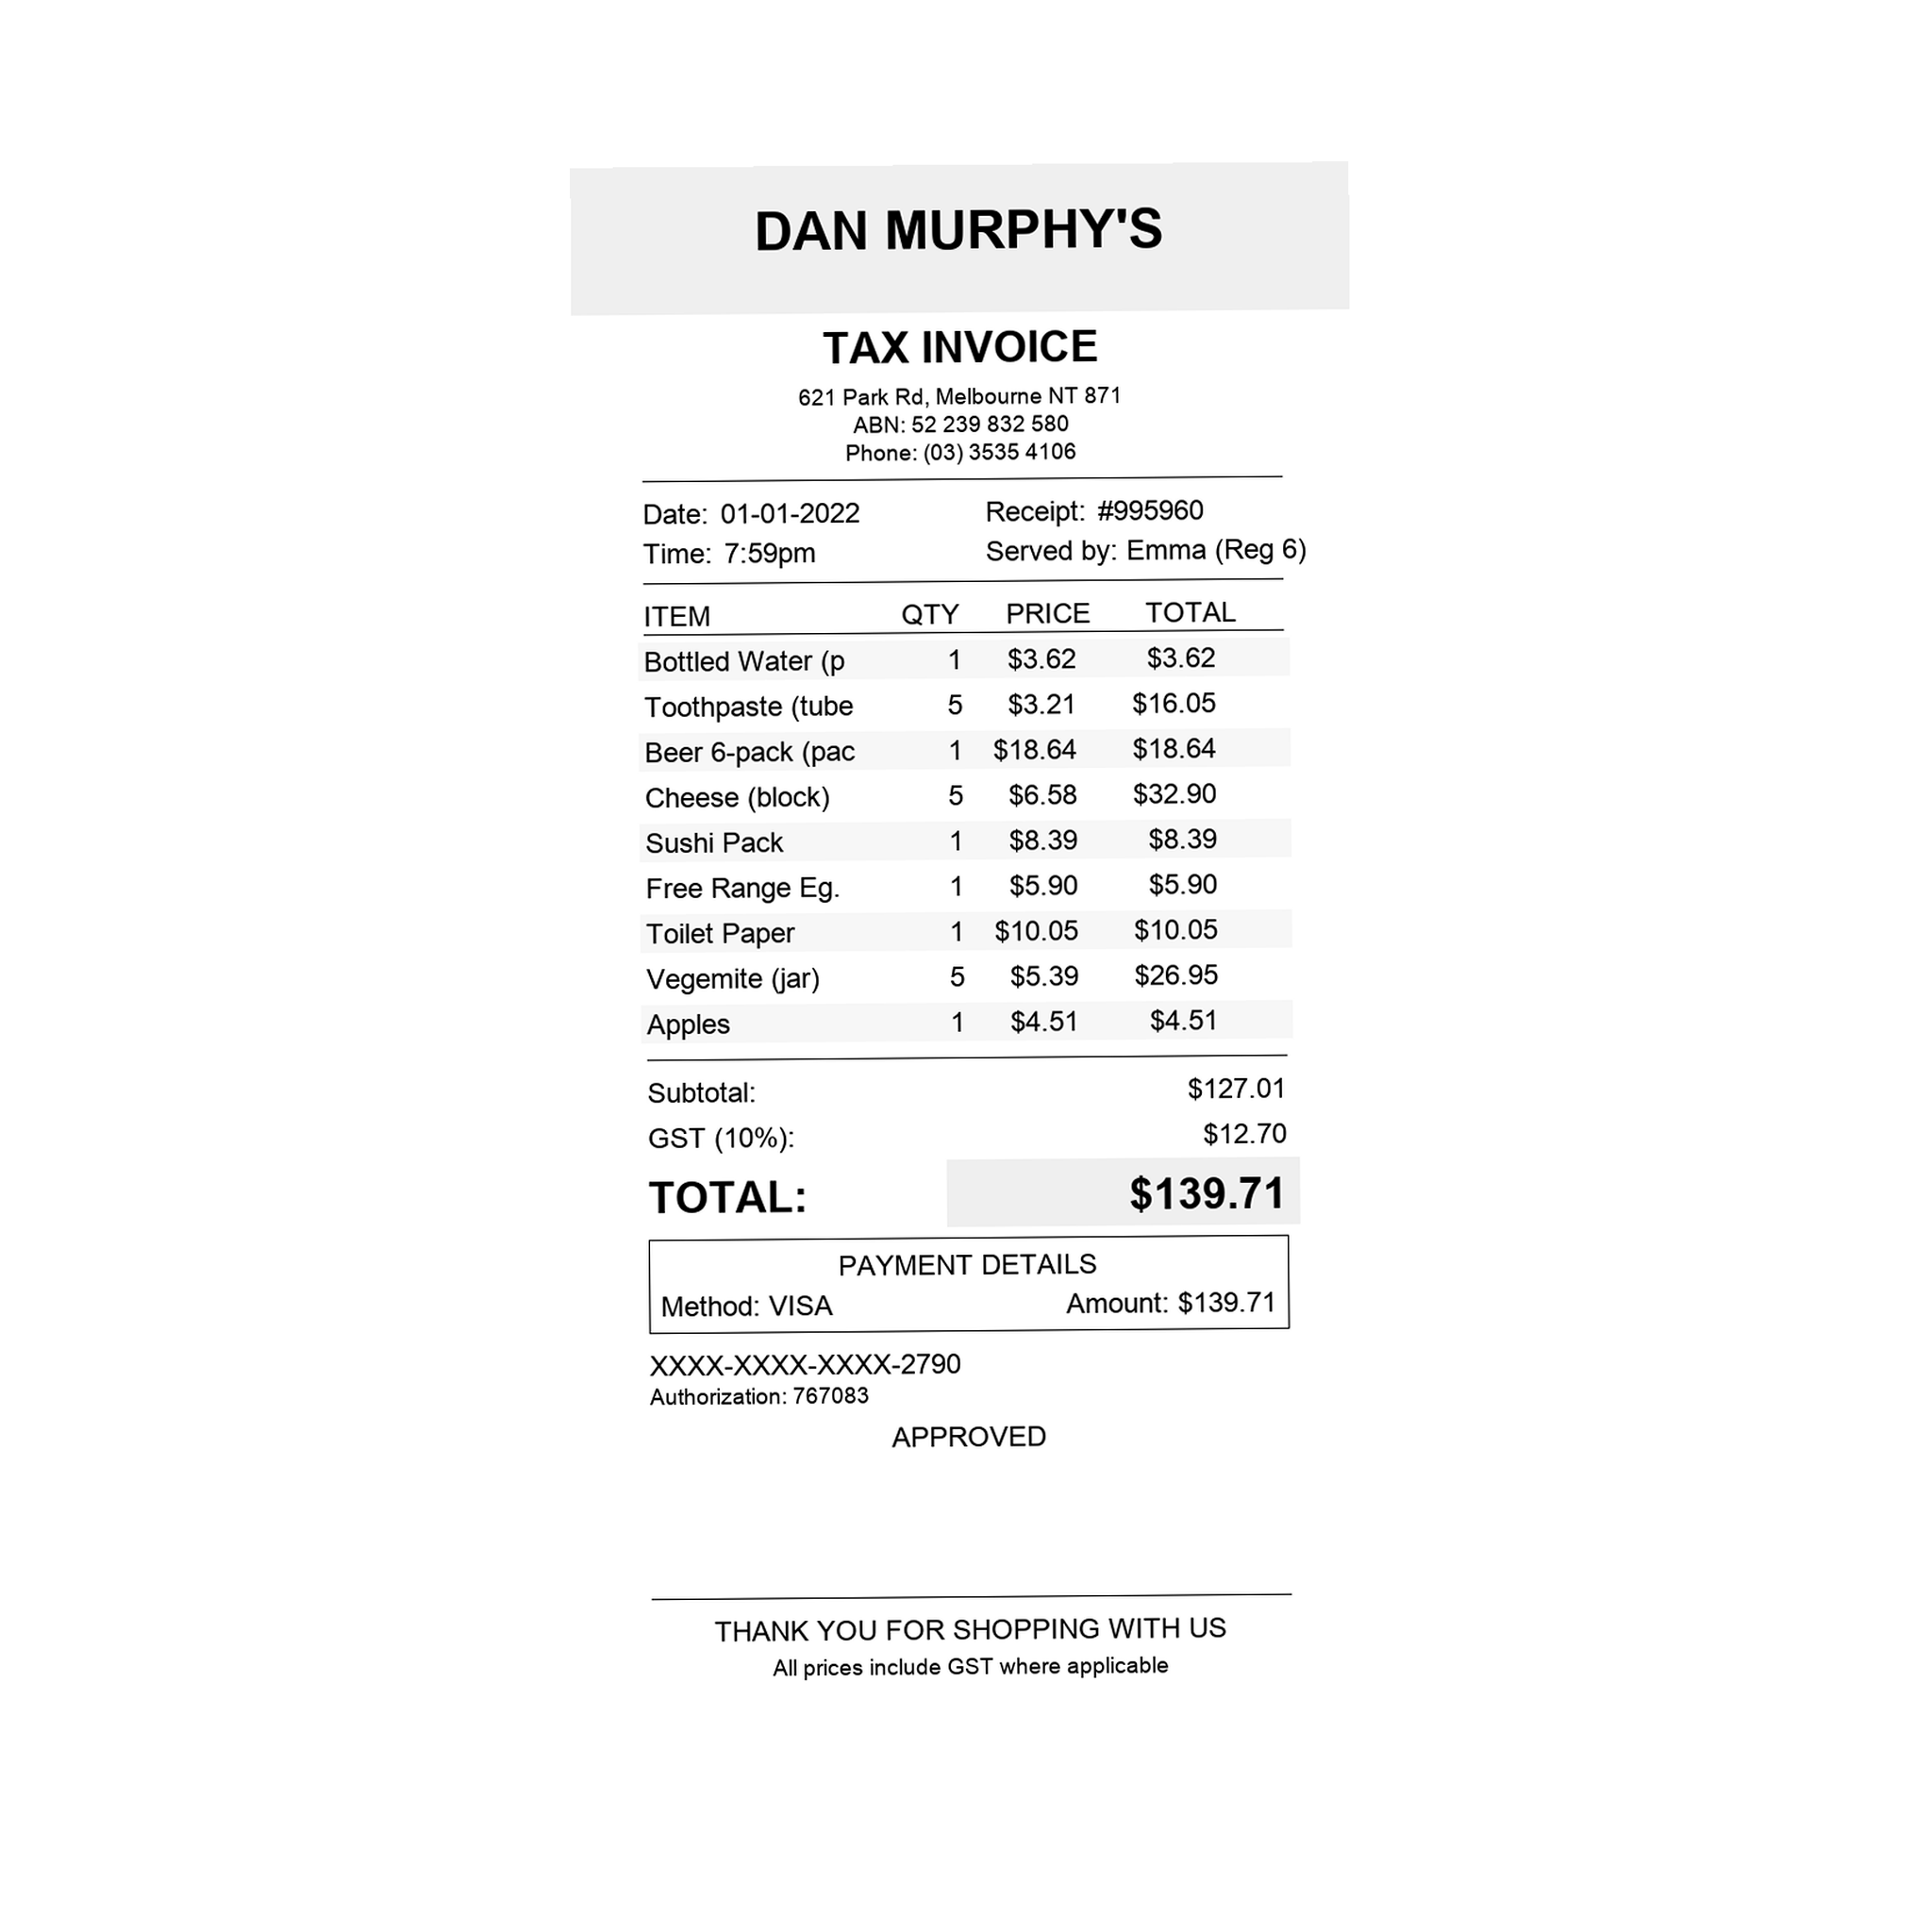 DAN MURPHY'S
TAX INVOICE
621 Park Rd, Melbourne NT 871
ABN: 52 239 832 580
Phone: (03) 3535 4106
Date: 01-01-2022 Receipt: #995960
Time: 7:59pm Served by: Emma (Reg 6)
ITEM QTY PRICE TOTAL
Bottled Water (p 1 $3.62 $3.62
Toothpaste (tube 5 $3.21 $16.05
Beer 6-pack (pac 1 $18.64 $18.64
Cheese (block) 5 $6.58 $32.90
Sushi Pack 1 $8.39 $8.39
Free Range Eg. 1 $5.90 $5.90
Toilet Paper 1 $10.05 $10.05
Vegemite (jar) 5 $5.39 $26.95
Apples 1 $4.51 $4.51
Subtotal: $127.01
GST (10%): $12.70
TOTAL: $139.71
PAYMENT DETAILS
Method: VISA Amount: $139.71
XXXX-XXXX-XXXX-2790
Authorization: 767083
APPROVED
THANK YOU FOR SHOPPING WITH US
All prices include GST where applicable